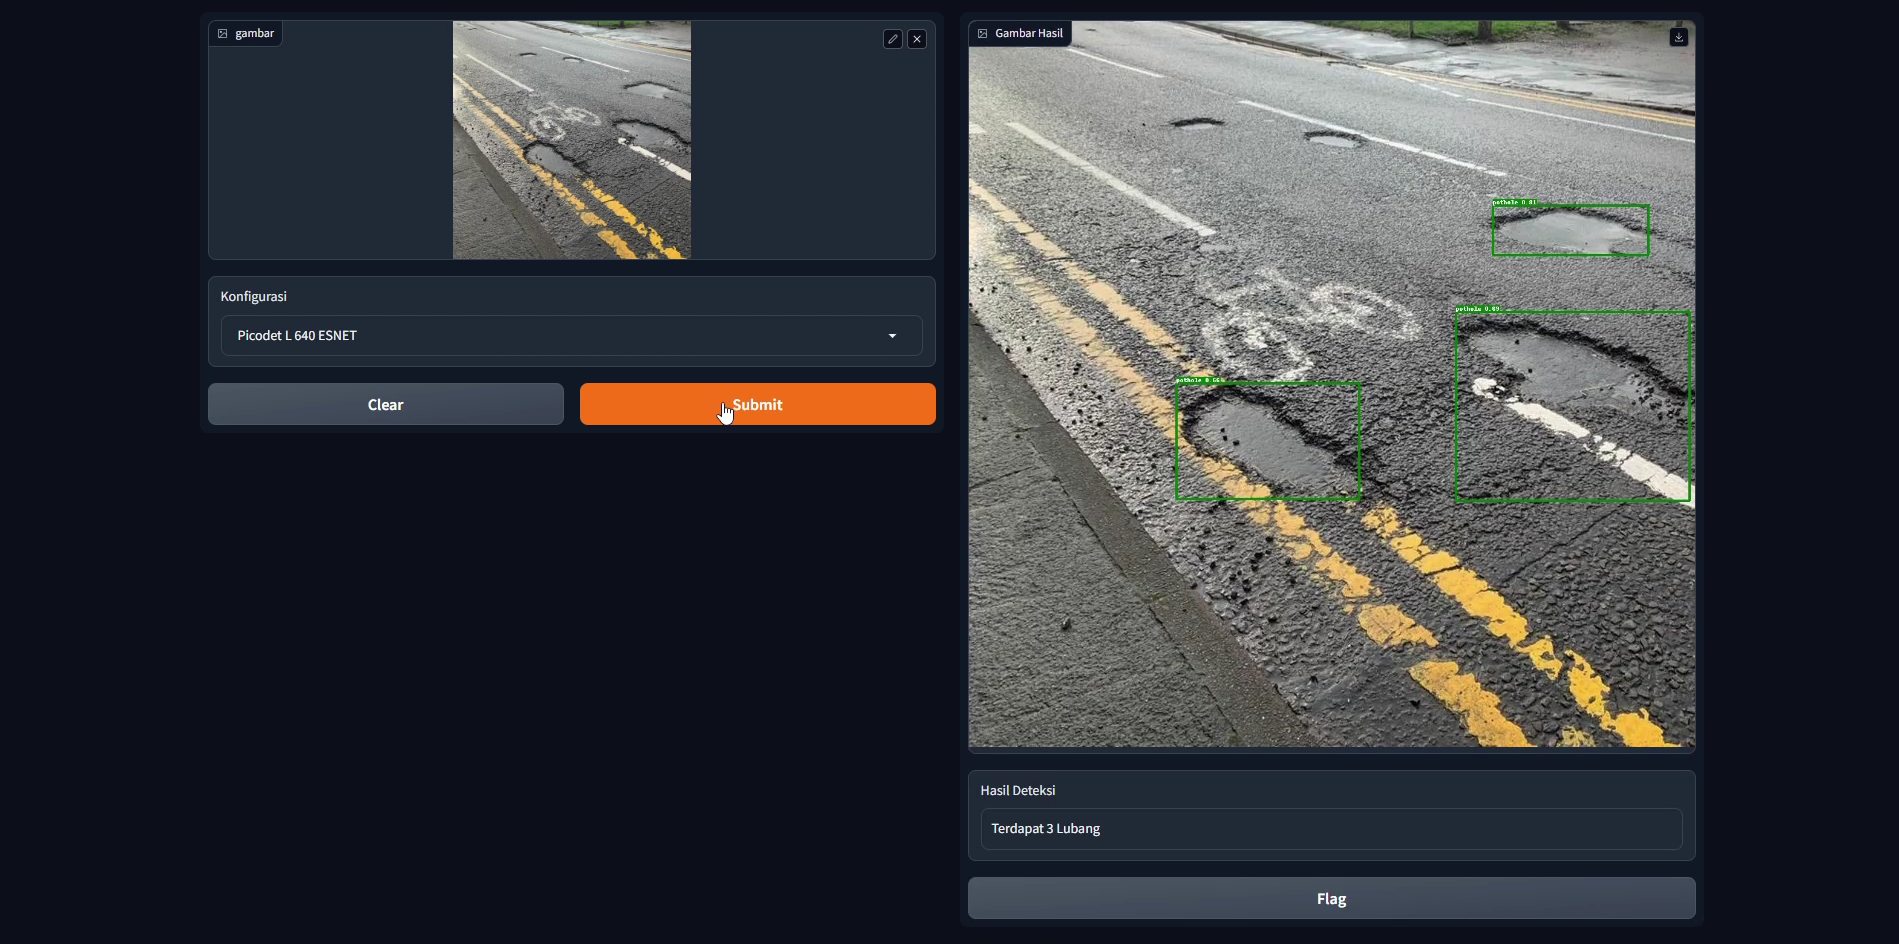 gambar
Konfigurasi
Picodet L 640 ESNET
Clear
Submit
Gambar Hasil
pothole 0.81
pothole 0.89
pothole 0.66
Hasil Deteksi
Terdapat 3 Lubang
Flag